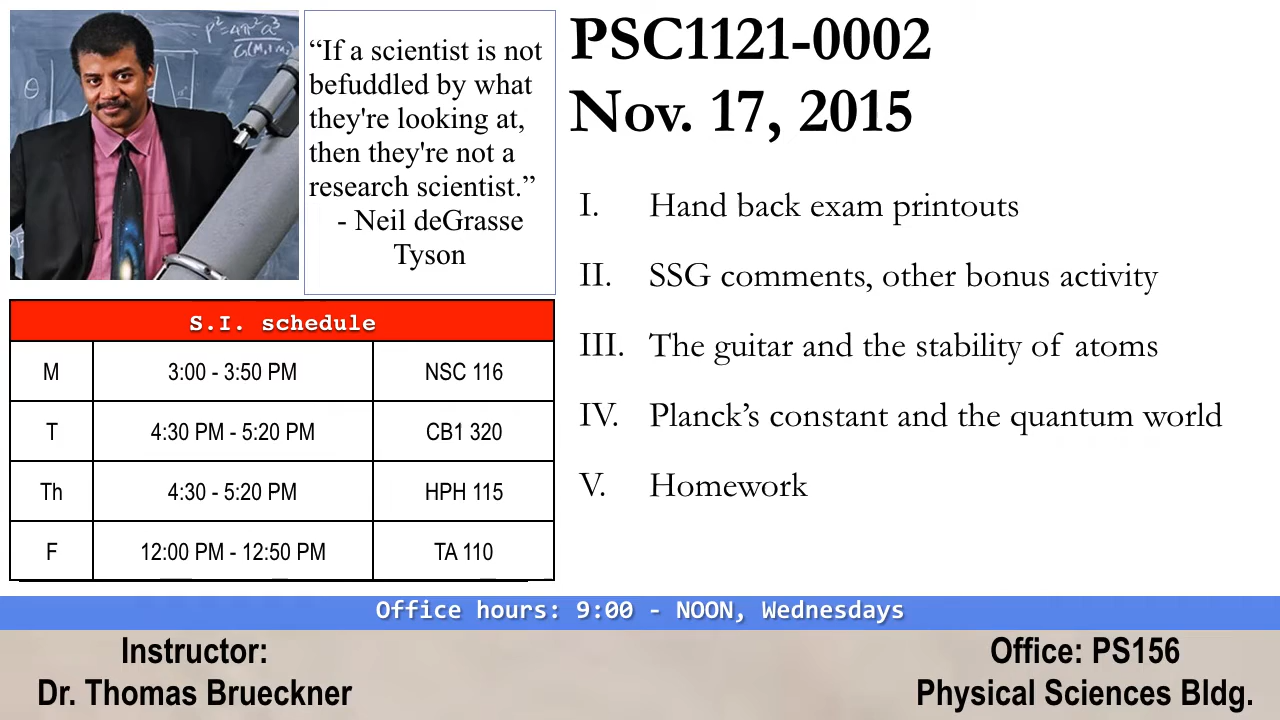 p² = 4π²a³
G(M, + m₂
θ
“If a scientist is not
befuddled by what
they're looking at,
then they're not a
research scientist.”
- Neil deGrasse
Tyson
PSC1121-0002
Nov. 17, 2015
I. Hand back exam printouts
II. SSG comments, other bonus activity
III. The guitar and the stability of atoms
IV. Planck’s constant and the quantum world
V. Homework
S.I. schedule
M 3:00 - 3:50 PM NSC 116
T 4:30 PM - 5:20 PM CB1 320
Th 4:30 - 5:20 PM HPH 115
F 12:00 PM - 12:50 PM TA 110
Office hours: 9:00 - NOON, Wednesdays
Instructor:
Dr. Thomas Brueckner
Office: PS156
Physical Sciences Bldg.